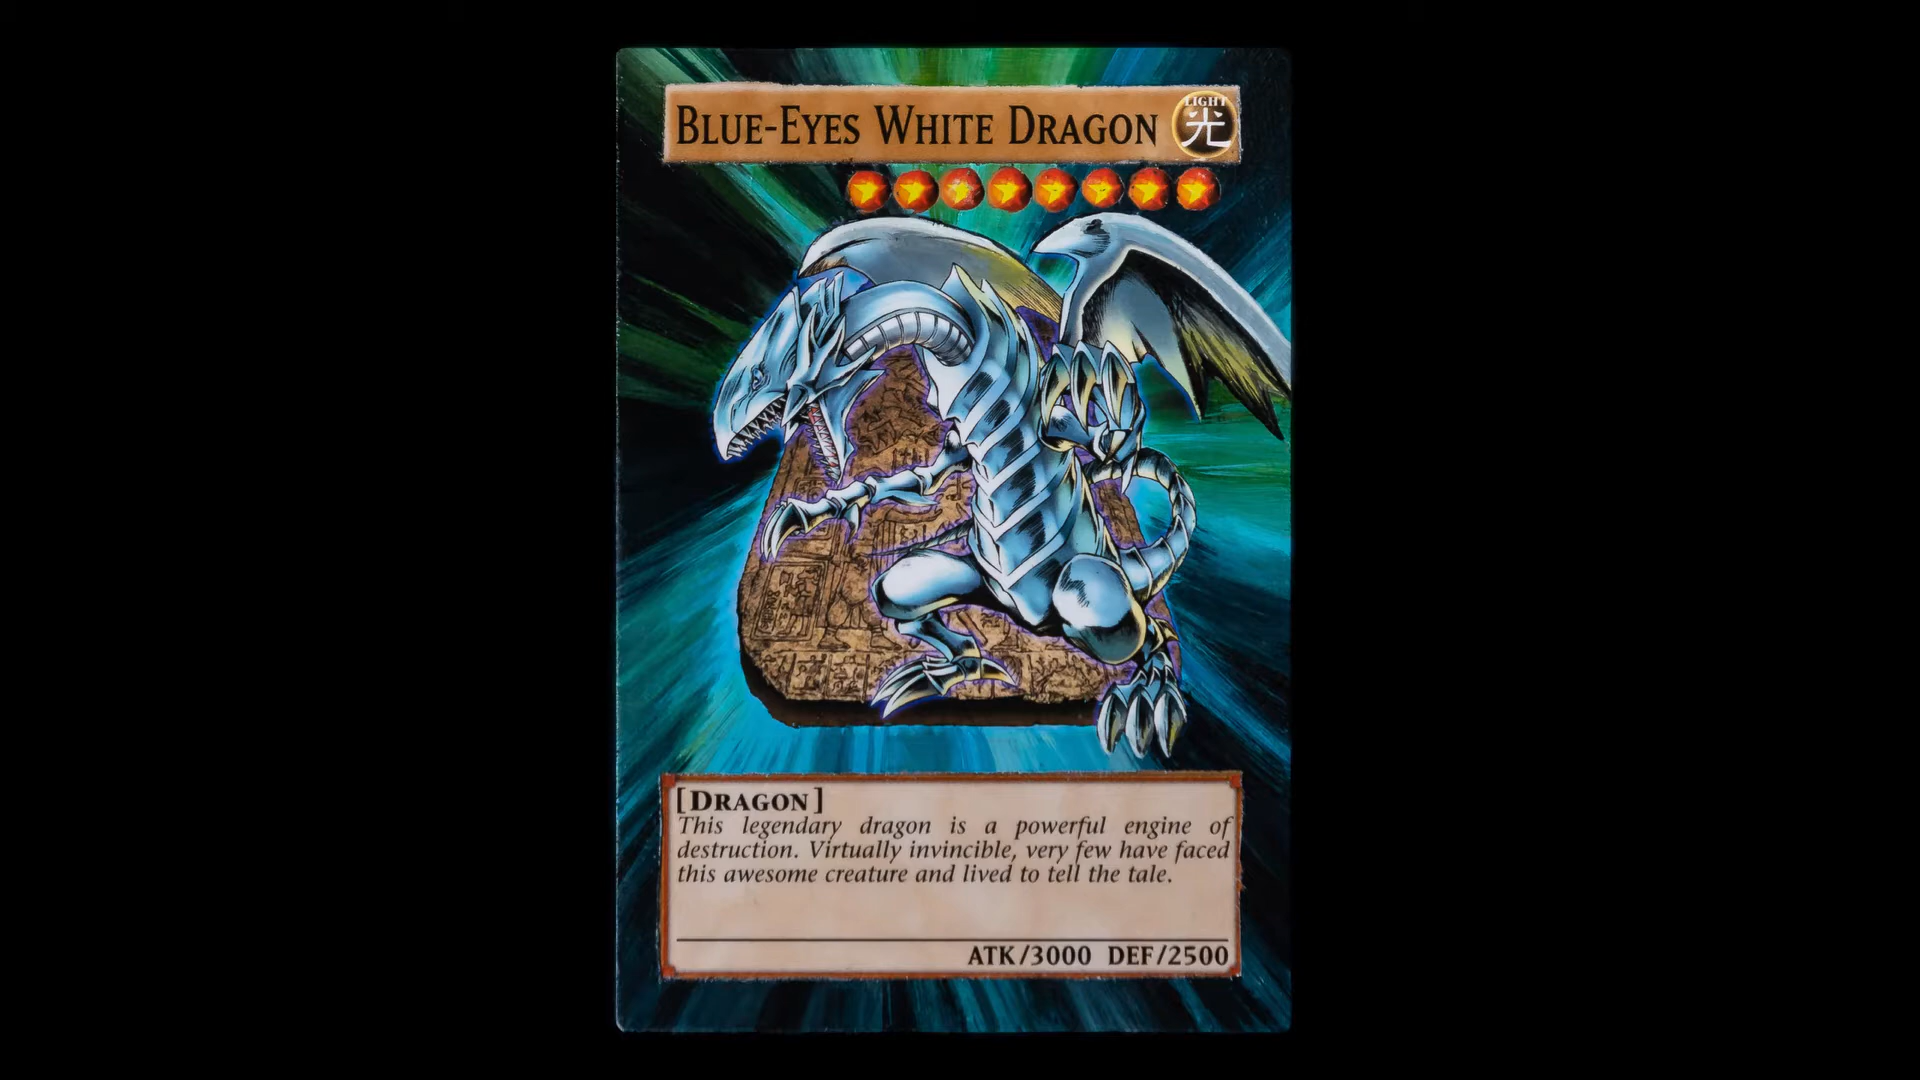 BLUE-EYES WHITE DRAGON
LIGHT
光
[DRAGON]
This legendary dragon is a powerful engine of
destruction. Virtually invincible, very few have faced
this awesome creature and lived to tell the tale.
ATK/3000 DEF/2500